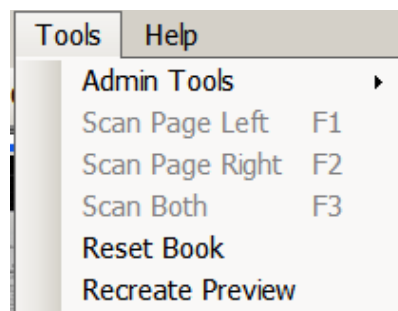 Tools Help
Admin Tools
Scan Page Left F1
Scan Page Right F2
Scan Both F3
Reset Book
Recreate Preview